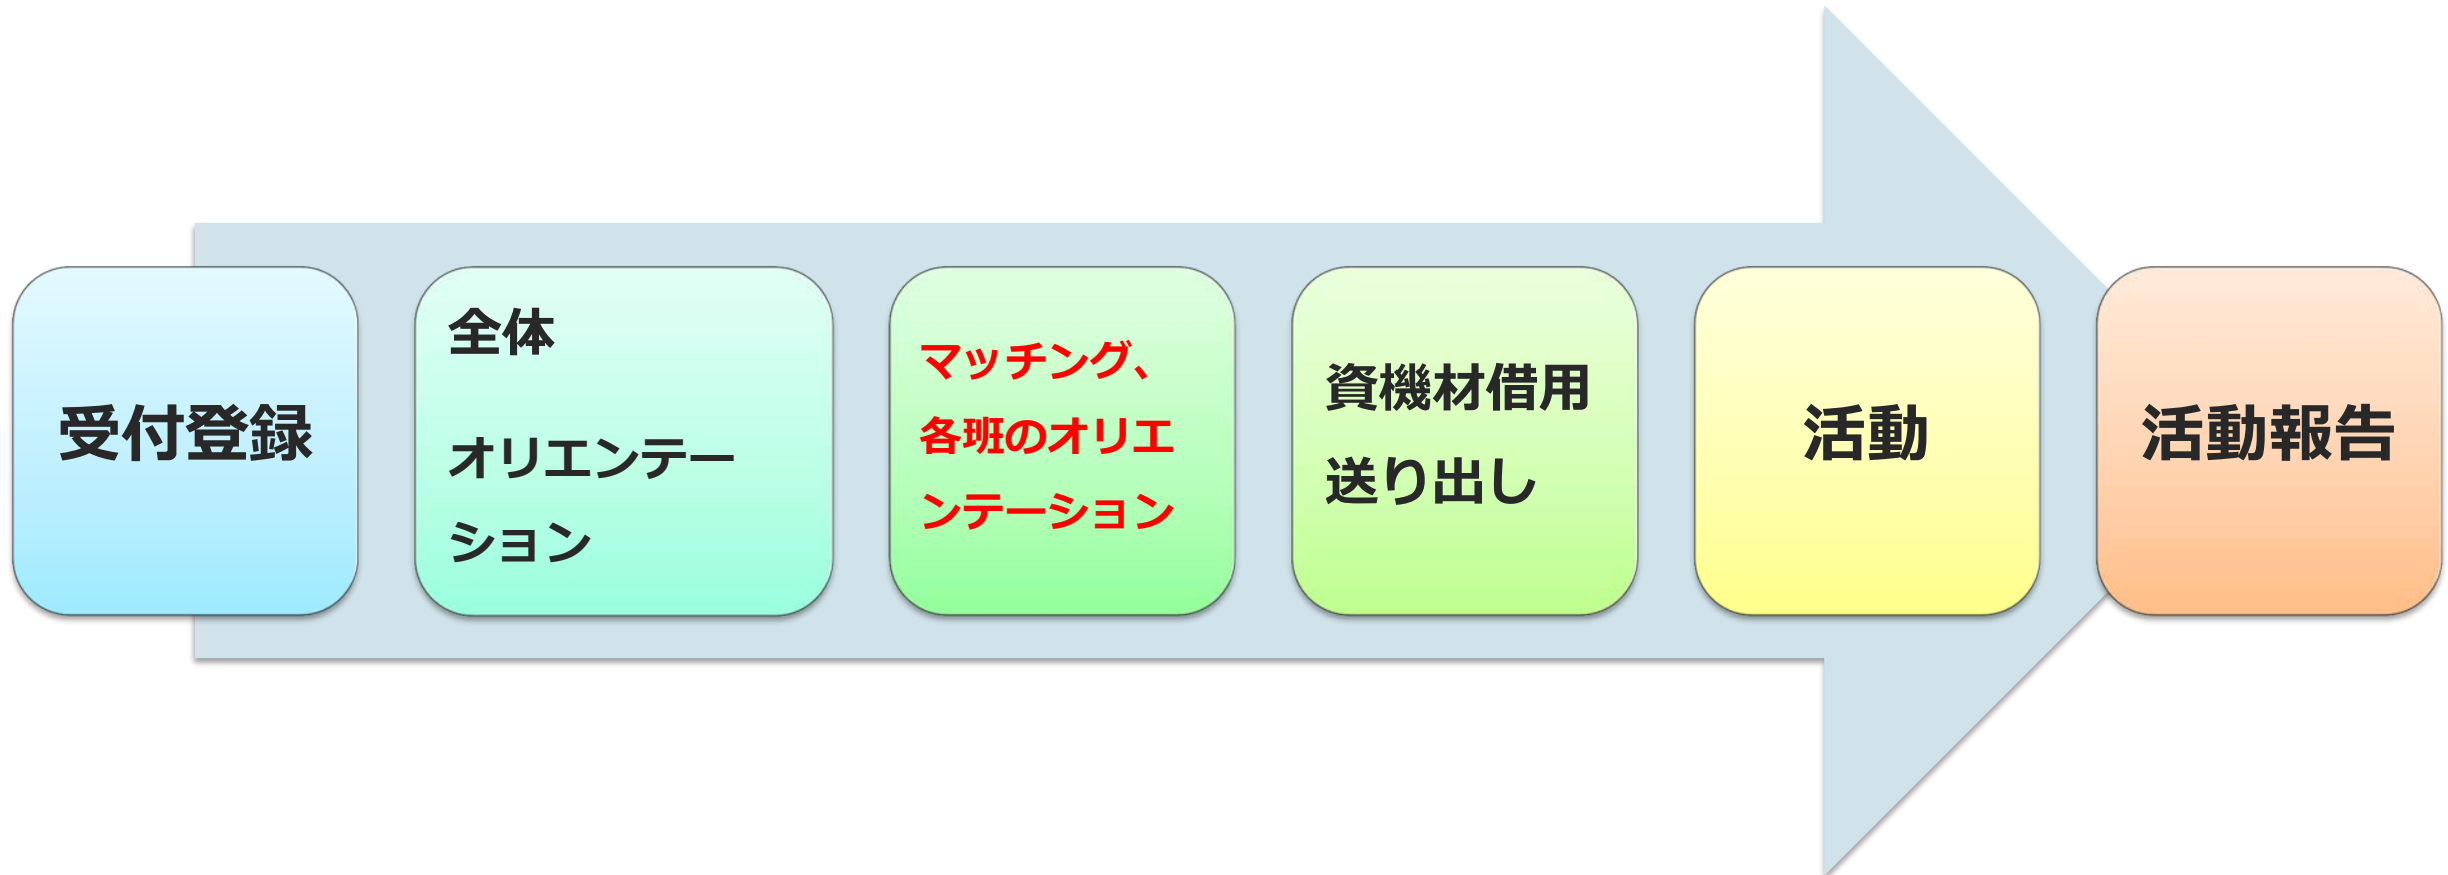 受付登録
全体
オリエンテー
ション
マッチング、
各班のオリエ
ンテーション
資機材借用
送り出し
活動
活動報告